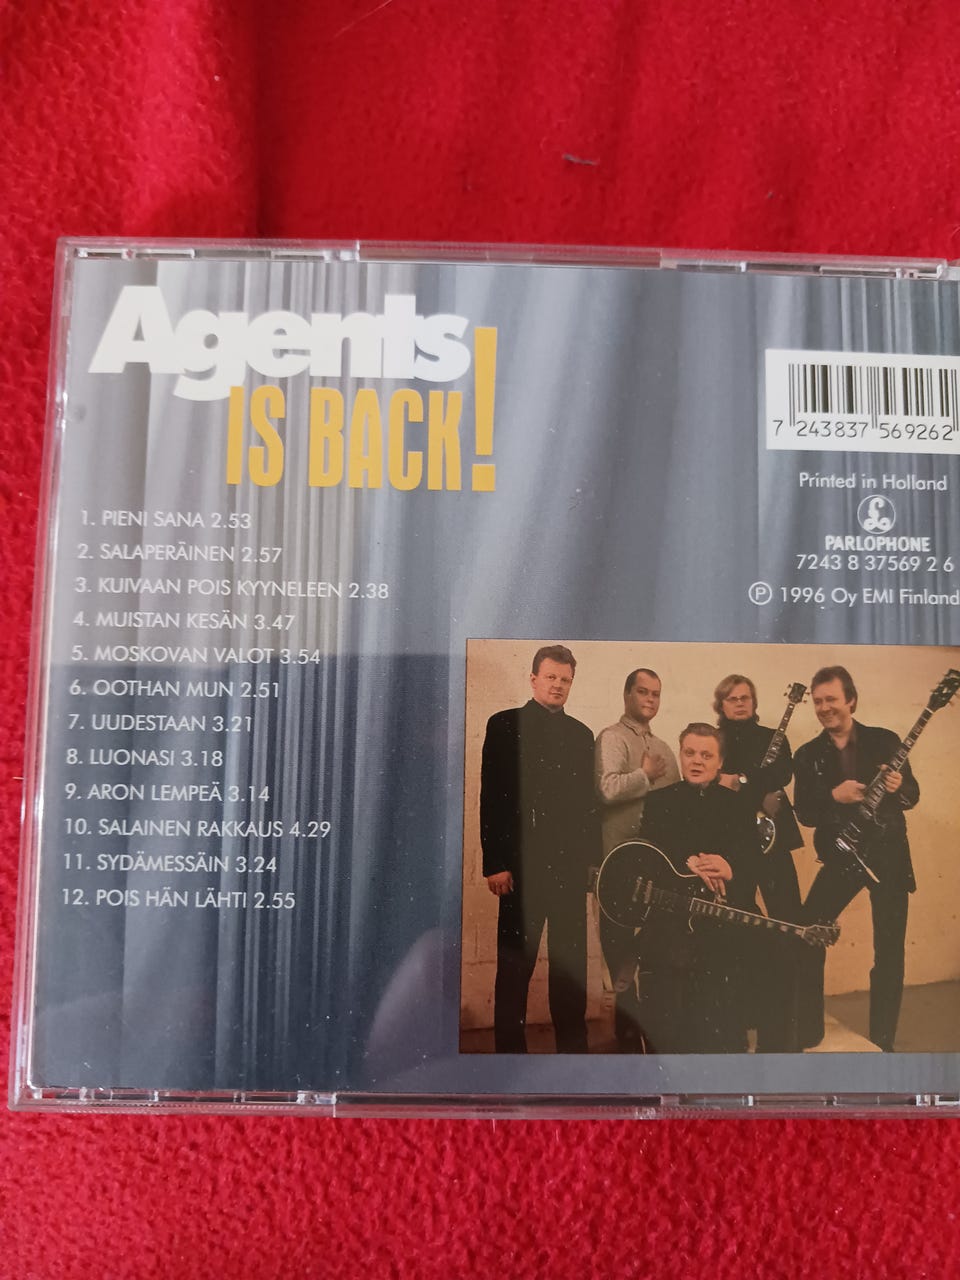 Agents
IS BACK!
7 243837 569262
Printed in Holland
PARLOPHONE
7243 8 37569 2 6
Ⓟ 1996 Oy EMI Finland
1. PIENI SANA 2.53
2. SALAPERÄINEN 2.57
3. KUIVAAN POIS KYYNELEEN 2.38
4. MUISTAN KESÄN 3.47
5. MOSKOVAN VALOT 3.54
6. OOTHAN MUN 2.51
7. UUDESTAAN 3.21
8. LUONASI 3.18
9. ARON LEMPEÄ 3.14
10. SALAINEN RAKKAUS 4.29
11. SYDÄMESSÄIN 3.24
12. POIS HÄN LÄHTI 2.55